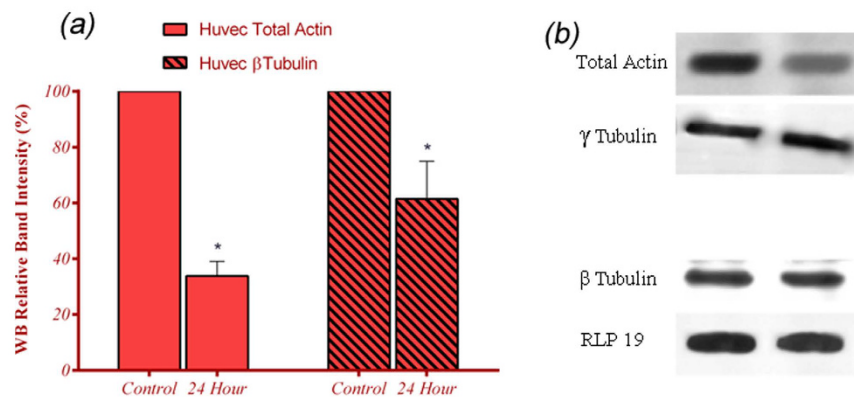 (a)
Huvec Total Actin
Huvec βTubulin
WB Relative Band Intensity (%)
100
80
60
40
20
0
*
*
Control 24 Hour Control 24 Hour
(b)
Total Actin
γ Tubulin
β Tubulin
RLP 19